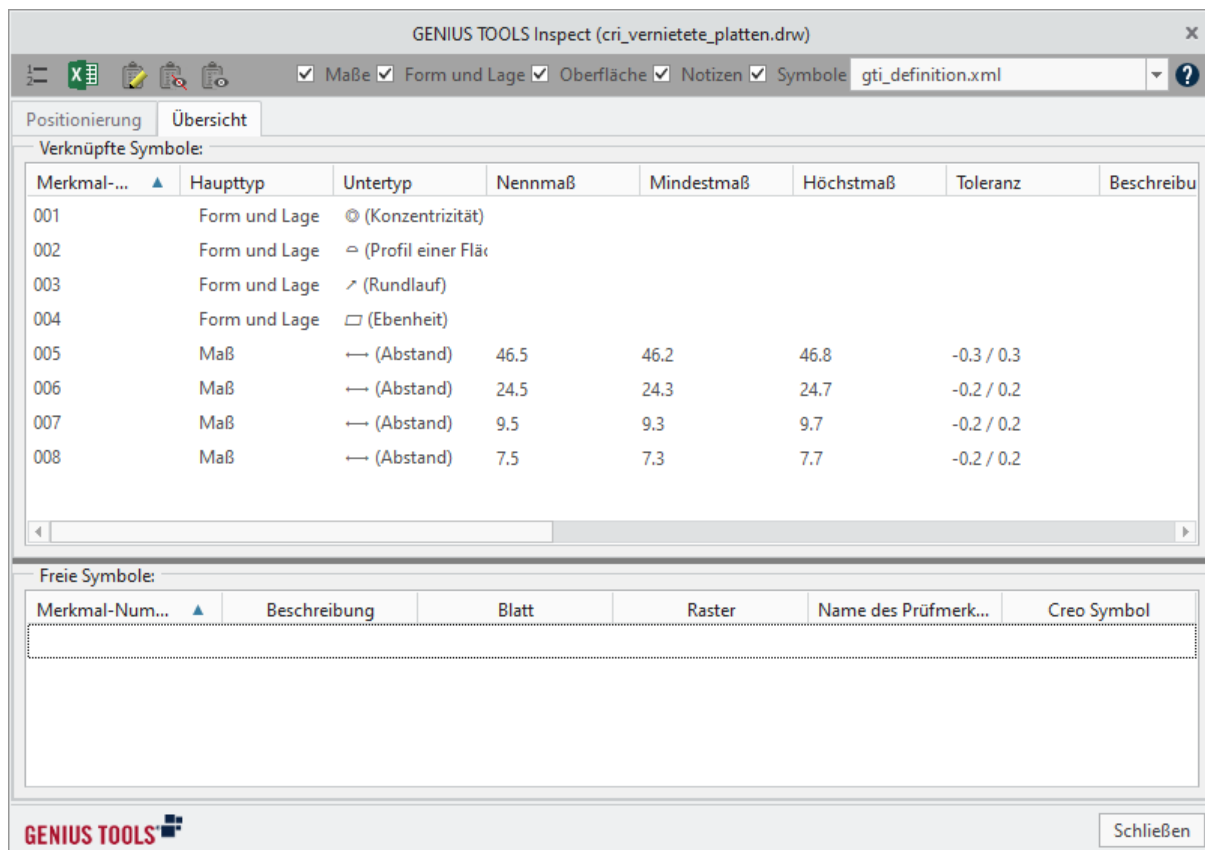 GENIUS TOOLS Inspect (cri_vernietete_platten.drw)
Maße Form und Lage Oberfläche Notizen Symbole gti_definition.xml
Positionierung Übersicht
Verknüpfte Symbole:
Merkmal-... Haupttyp Untertyp Nennmaß Mindestmaß Höchstmaß Toleranz Beschreibu
001 Form und Lage (Konzentrizität)
002 Form und Lage (Profil einer Fläc
003 Form und Lage (Rundlauf)
004 Form und Lage (Ebenheit)
005 Maß (Abstand) 46.5 46.2 46.8 -0.3 / 0.3
006 Maß (Abstand) 24.5 24.3 24.7 -0.2 / 0.2
007 Maß (Abstand) 9.5 9.3 9.7 -0.2 / 0.2
008 Maß (Abstand) 7.5 7.3 7.7 -0.2 / 0.2
Freie Symbole:
Merkmal-Num... Beschreibung Blatt Raster Name des Prüfmerk... Creo Symbol
GENIUS TOOLS Schließen